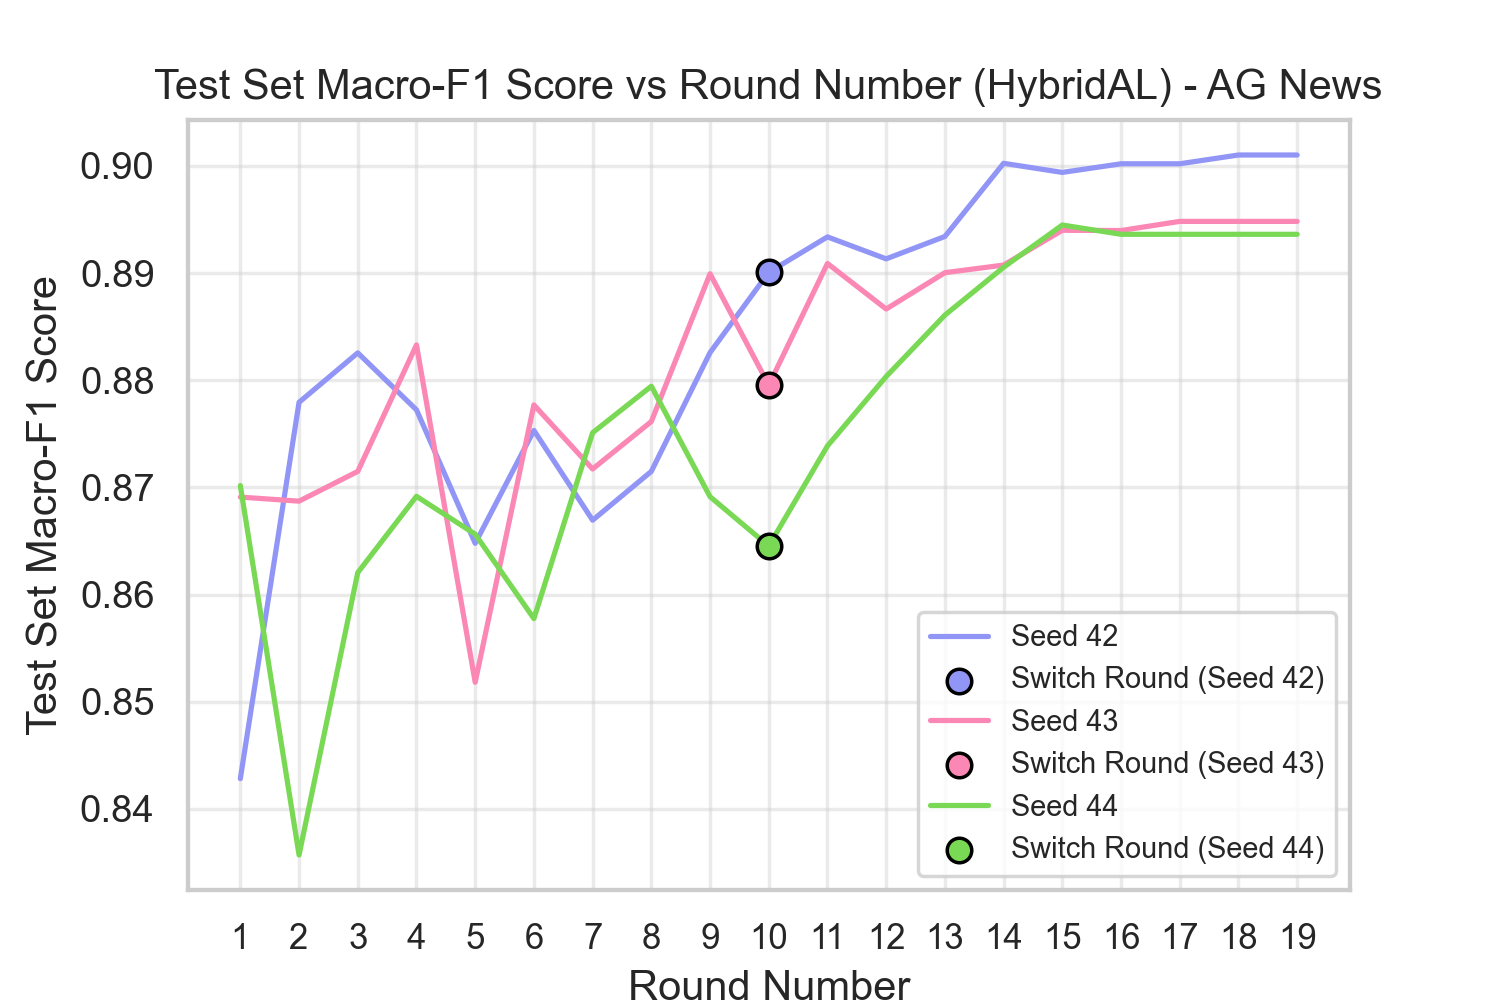 Test Set Macro-F1 Score vs Round Number (HybridAL) - AG News
Test Set Macro-F1 Score
0.90
0.89
0.88
0.87
0.86
0.85
0.84
Seed 42
Switch Round (Seed 42)
Seed 43
Switch Round (Seed 43)
Seed 44
Switch Round (Seed 44)
1 2 3 4 5 6 7 8 9 10 11 12 13 14 15 16 17 18 19
Round Number